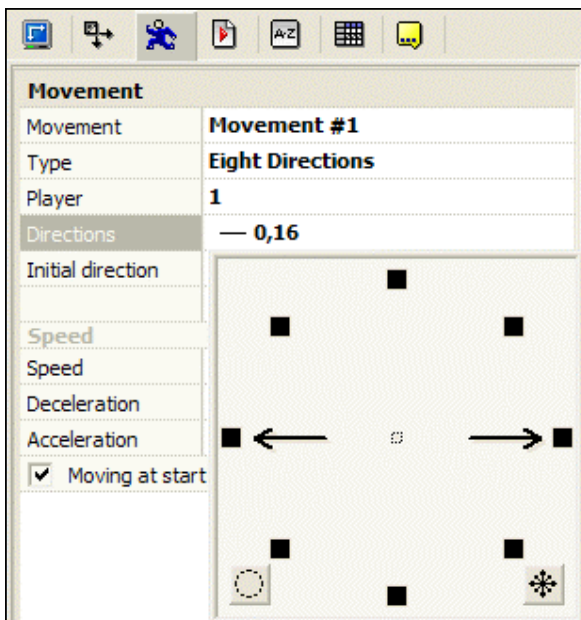 A-Z
Movement
Movement Movement #1
Type Eight Directions
Player 1
Directions — 0,16
Initial direction
Speed
Speed
Deceleration
Acceleration
Moving at start